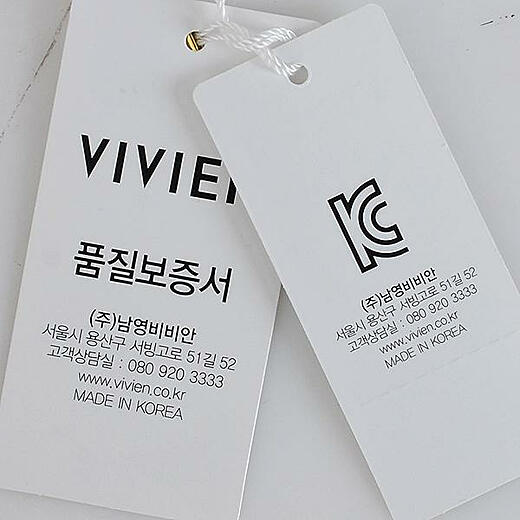 VIVIEN
품질보증서
(주)남영비비안
서울시 용산구 서빙고로 51길 52
고객상담실 : 080 920 3333
www.vivien.co.kr
MADE IN KOREA
KC
(주)남영비비안
서울시 용산구 서빙고로 51길 52
고객상담실 : 080 920 3333
www.vivien.co.kr
MADE IN KOREA